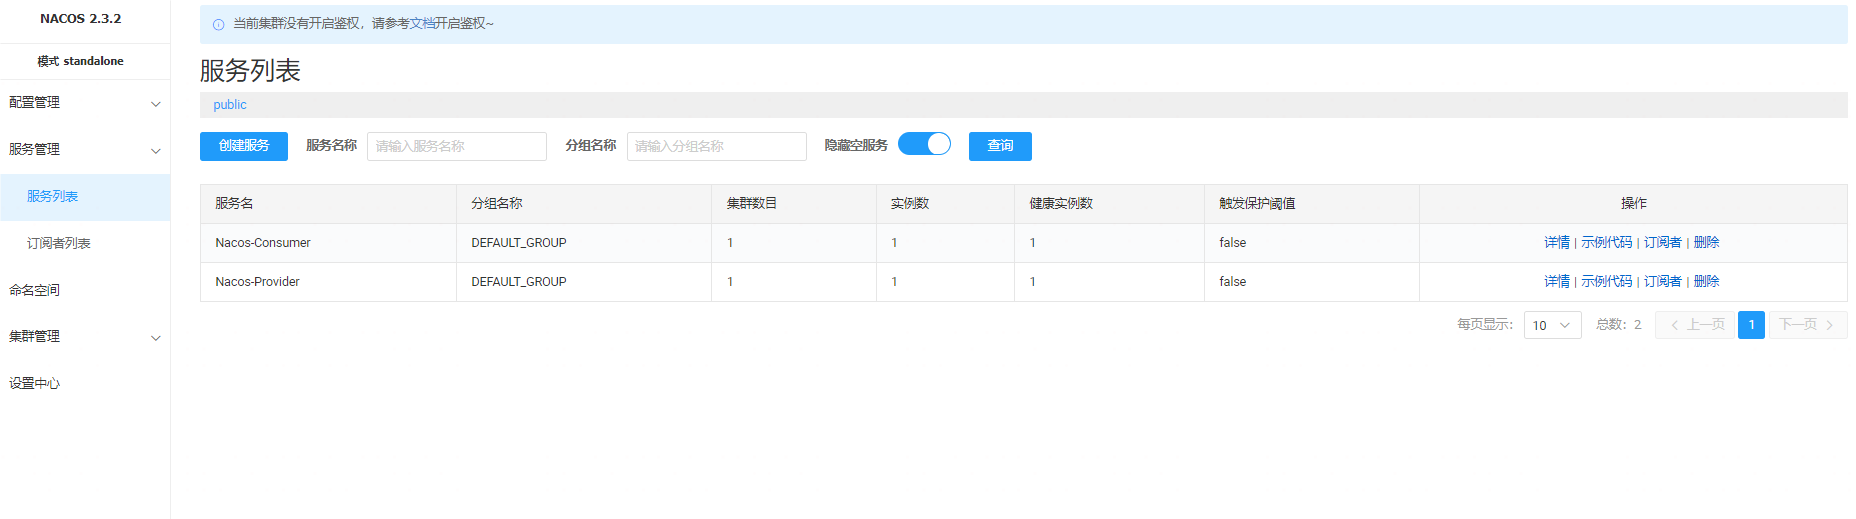 NACOS 2.3.2
模式 standalone
配置管理
服务管理
服务列表
订阅者列表
命名空间
集群管理
设置中心
当前集群没有开启鉴权，请参考文档开启鉴权~
服务列表
public
创建服务 服务名称 请输入服务名称 分组名称 请输入分组名称 隐藏空服务 查询
服务名 分组名称 集群数目 实例数 健康实例数 触发保护阈值 操作
Nacos-Consumer DEFAULT_GROUP 1 1 1 false 详情 | 示例代码 | 订阅者 | 删除
Nacos-Provider DEFAULT_GROUP 1 1 1 false 详情 | 示例代码 | 订阅者 | 删除
每页显示： 10 总数：2 上一页 1 下一页